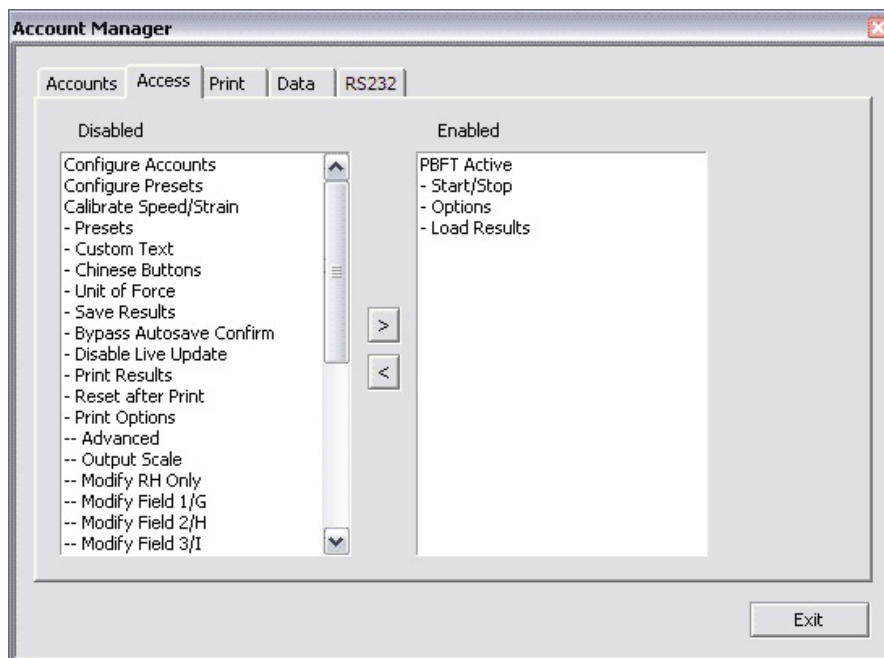 Account Manager
Accounts
Access
Print
Data
RS232
Disabled
Configure Accounts
Configure Presets
Calibrate Speed/Strain
- Presets
- Custom Text
- Chinese Buttons
- Unit of Force
- Save Results
- Bypass Autosave Confirm
- Disable Live Update
- Print Results
- Reset after Print
- Print Options
-- Advanced
-- Output Scale
-- Modify RH Only
-- Modify Field 1/G
-- Modify Field 2/H
-- Modify Field 3/I
>
<
Enabled
PBFT Active
- Start/Stop
- Options
- Load Results
Exit